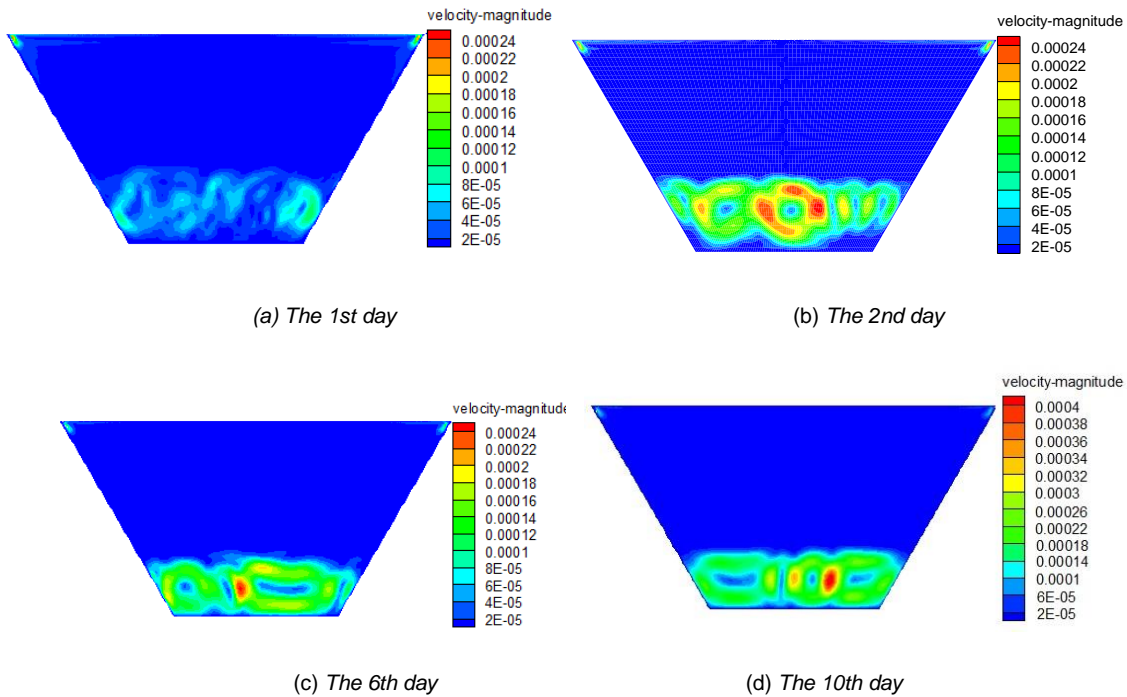 velocity-magnitude
0.00024
0.00022
0.0002
0.00018
0.00016
0.00014
0.00012
0.0001
8E-05
6E-05
4E-05
2E-05
(a) The 1st day
velocity-magnitude
0.00024
0.00022
0.0002
0.00018
0.00014
0.00012
0.0001
8E-05
6E-05
4E-05
2E-05
(b) The 2nd day
velocity-magnitude
0.00024
0.00022
0.0002
0.00018
0.00016
0.00014
0.00012
0.0001
8E-05
6E-05
4E-05
2E-05
(c) The 6th day
velocity-magnitude
0.0004
0.00038
0.00036
0.00034
0.00032
0.0003
0.00026
0.00022
0.00018
0.00014
0.0001
6E-05
2E-05
(d) The 10th day